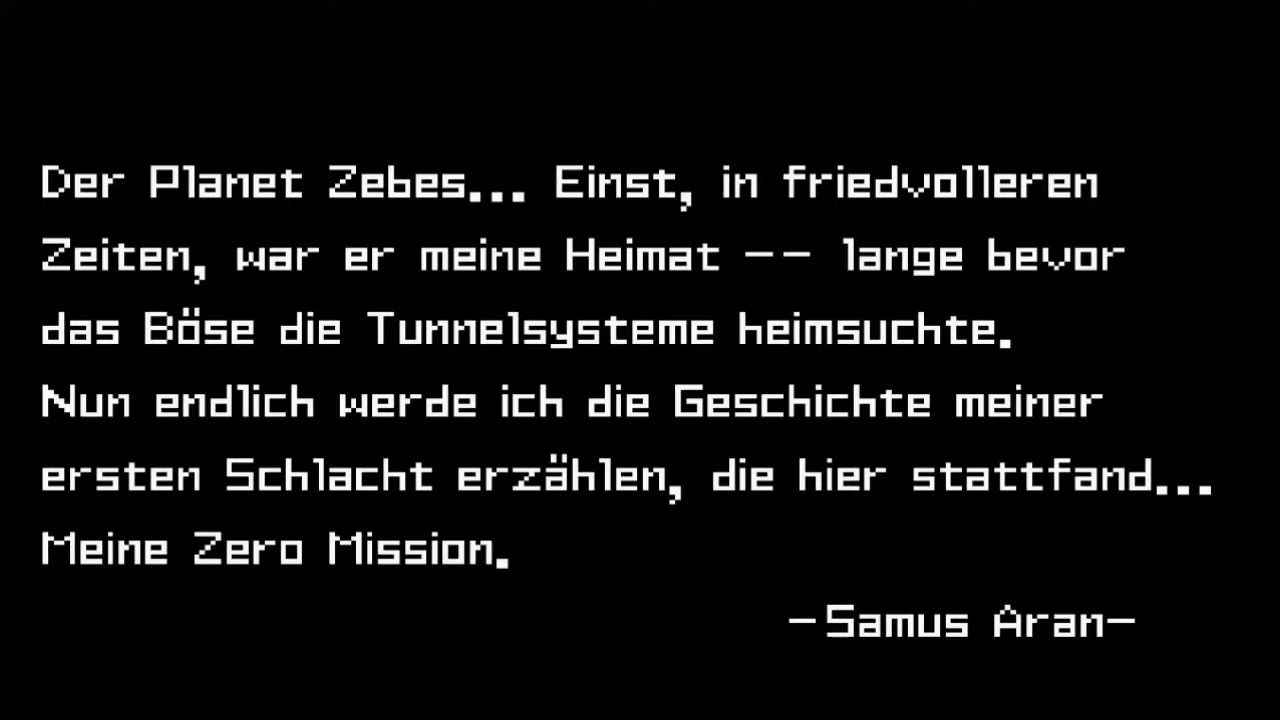 Der Planet Zebes... Einst, in friedvolleren
Zeiten, war er meine Heimat -- lange bevor
das Böse die Tunnelsysteme heimsuchte.
Nun endlich werde ich die Geschichte meiner
ersten Schlacht erzählen, die hier stattfand...
Meine Zero Mission.
-Samus Aran-